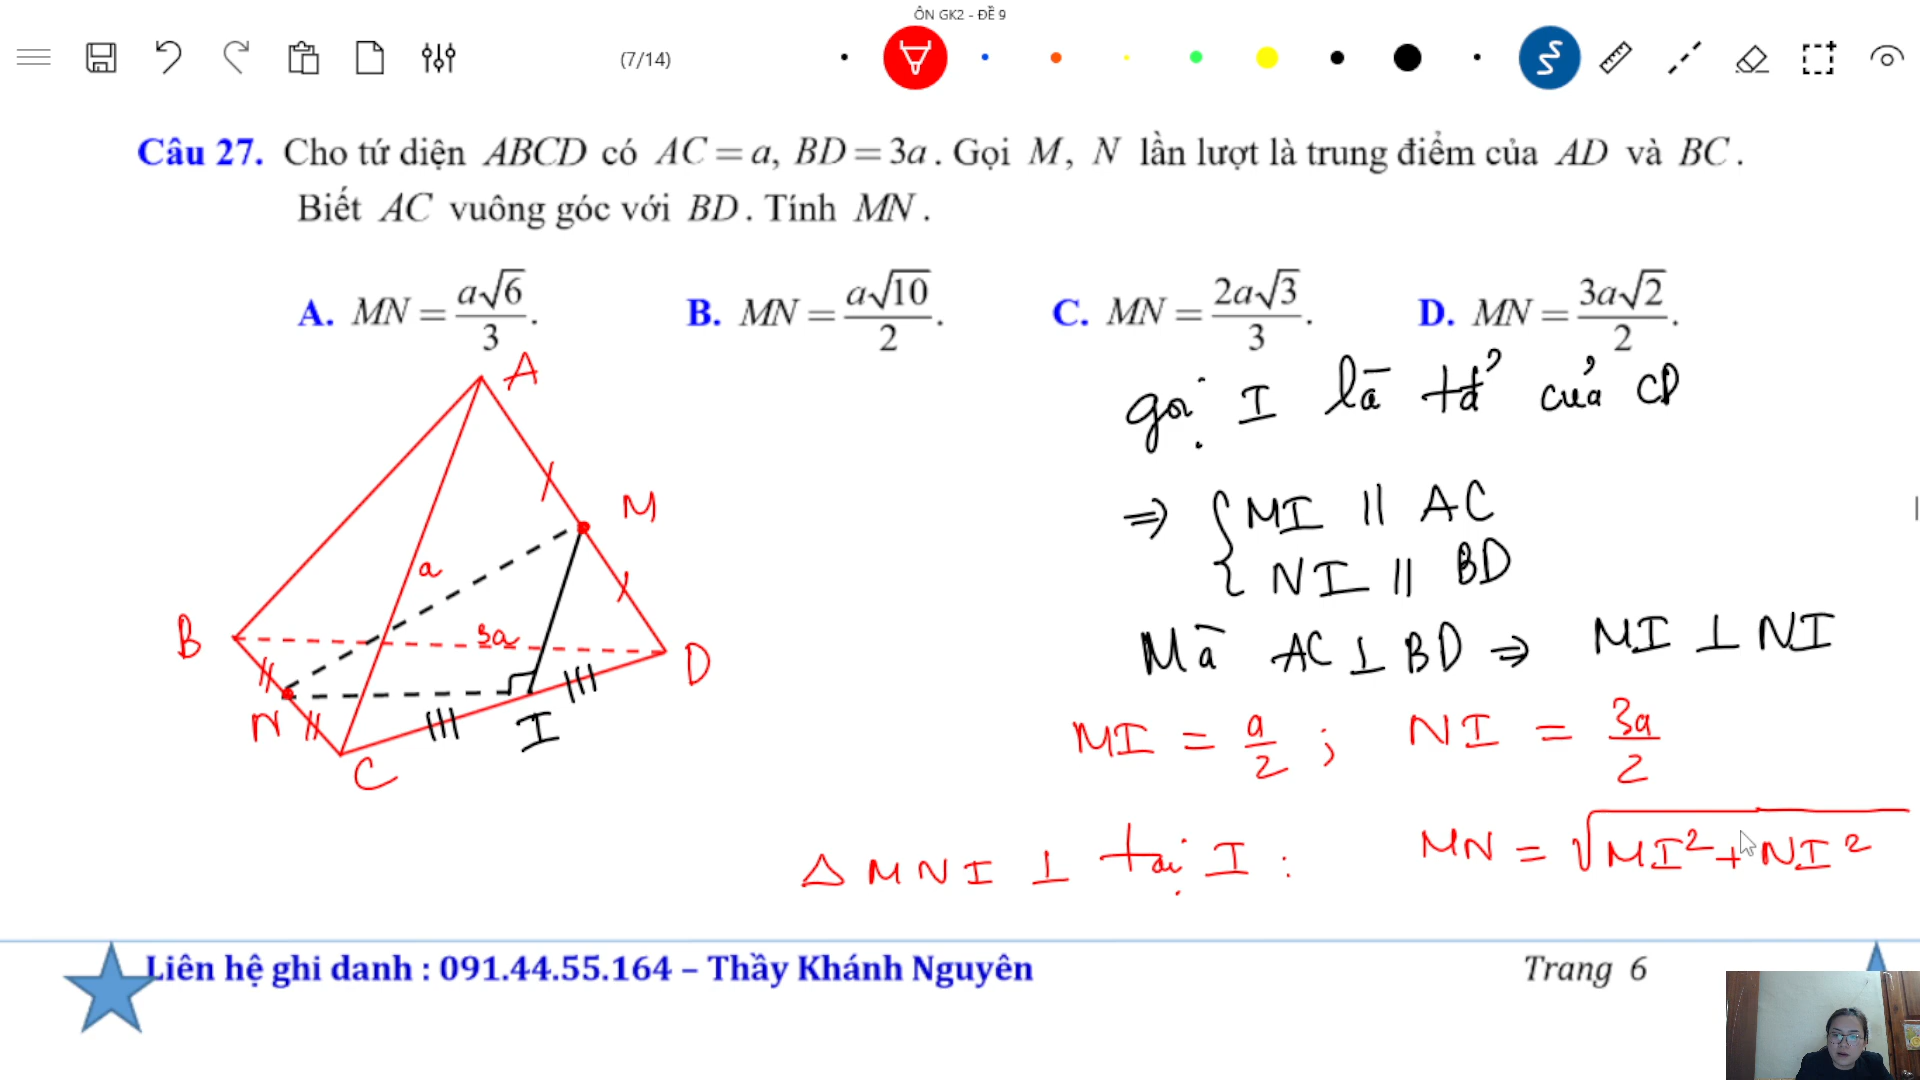 ÔN GK2 - ĐỀ 9
(7/14)
Câu 27. Cho tứ diện ABCD có AC = a, BD = 3a. Gọi M, N lần lượt là trung điểm của AD và BC.
Biết AC vuông góc với BD. Tính MN.
A. MN = a√6/3. B. MN = a√10/2. C. MN = 2a√3/3. D. MN = 3a√2/2.
A
M
a
B
3a
D
N
I
C
gọi I là tđ của CD
⇒ { MI // AC
NI // BD
Mà AC ⊥ BD ⇒ MI ⊥ NI
MI = a/2 ; NI = 3a/2
Δ MNI ⊥ tại I : MN = √(MI² + NI²)
Liên hệ ghi danh : 091.44.55.164 – Thầy Khánh Nguyên
Trang 6